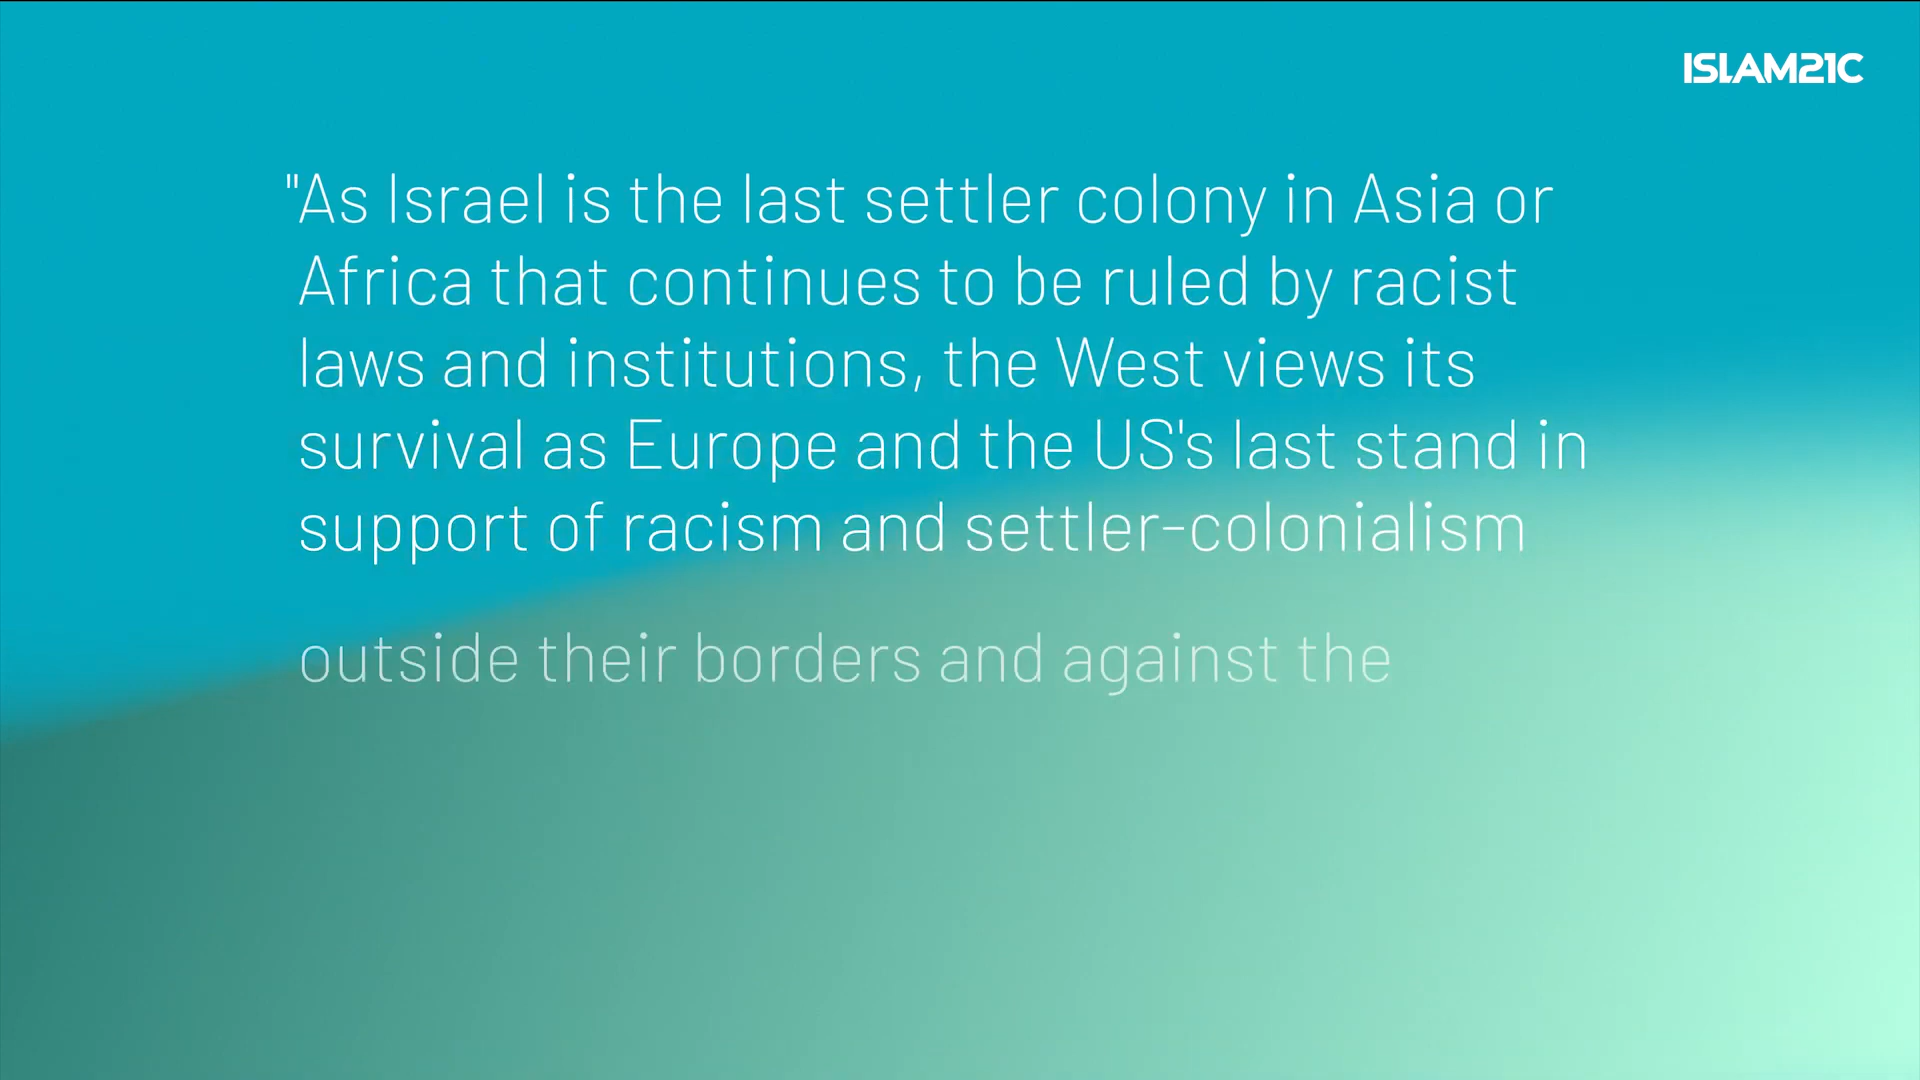 ISLAM21C
"As Israel is the last settler colony in Asia or
Africa that continues to be ruled by racist
laws and institutions, the West views its
survival as Europe and the US's last stand in
support of racism and settler-colonialism
outside their borders and against the